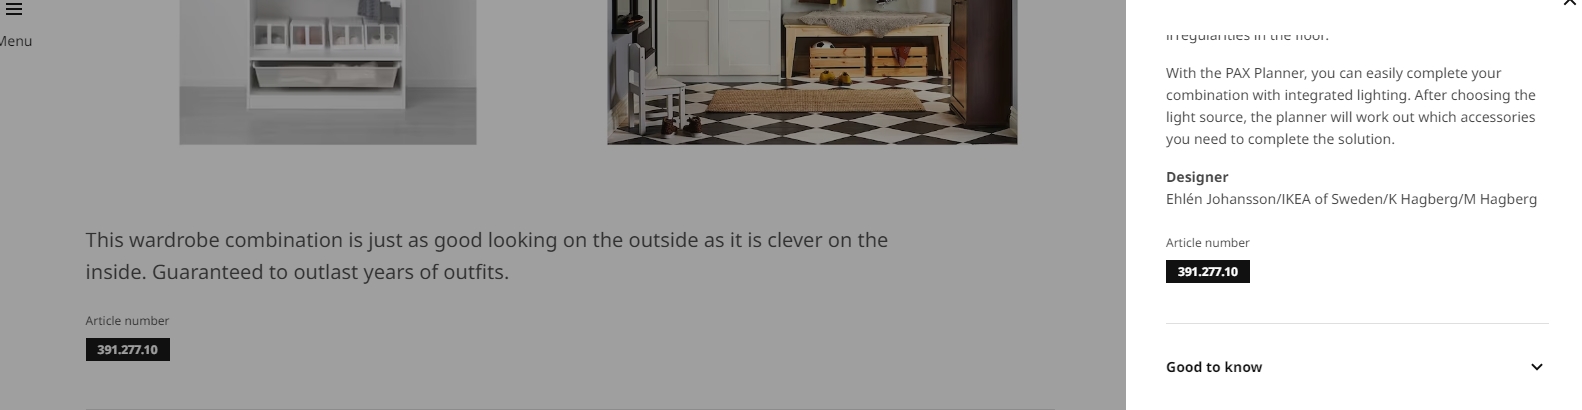 Menu
This wardrobe combination is just as good looking on the outside as it is clever on the
inside. Guaranteed to outlast years of outfits.
Article number
391.277.10
irregularities in the floor.
With the PAX Planner, you can easily complete your
combination with integrated lighting. After choosing the
light source, the planner will work out which accessories
you need to complete the solution.
Designer
Ehlén Johansson/IKEA of Sweden/K Hagberg/M Hagberg
Article number
391.277.10
Good to know